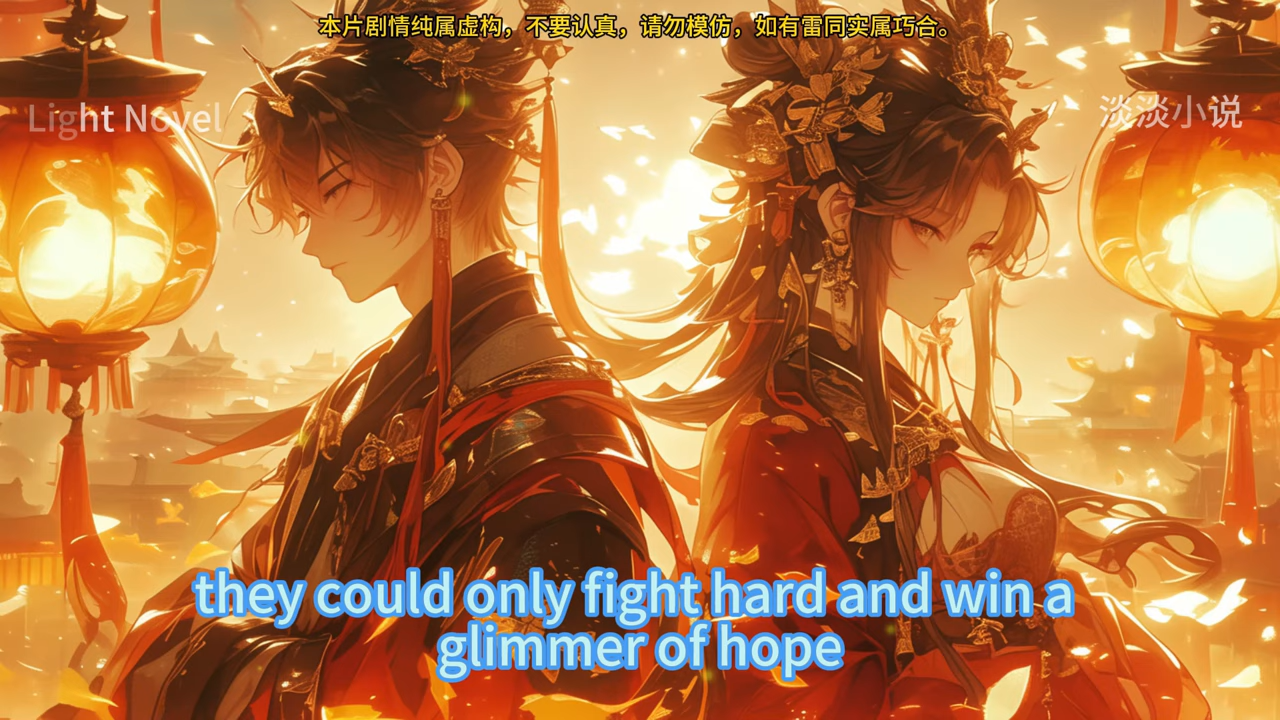 本片剧情纯属虚构，不要认真，请勿模仿，如有雷同实属巧合。
Light Novel
淡淡小说
they could only fight hard and win a
glimmer of hope